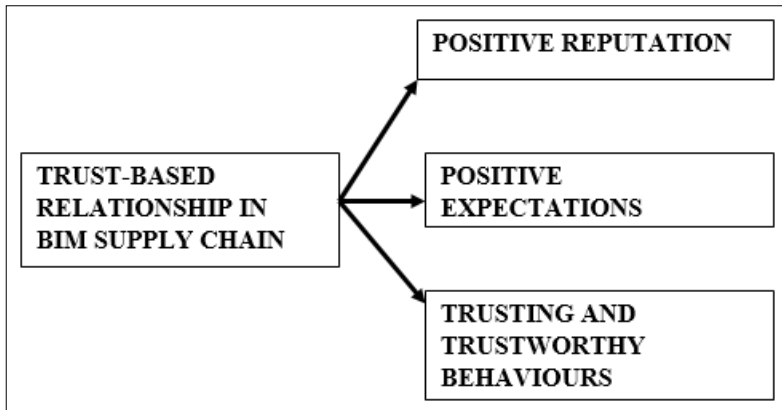 POSITIVE REPUTATION
TRUST-BASED
RELATIONSHIP IN
BIM SUPPLY CHAIN
POSITIVE
EXPECTATIONS
TRUSTING AND
TRUSTWORTHY
BEHAVIOURS